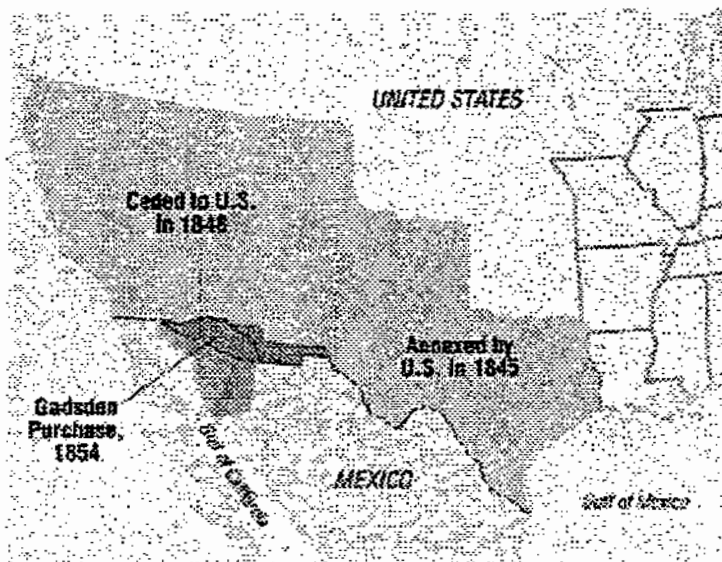 UNITED STATES
Ceded to U.S.
in 1848
Annexed by
U.S. in 1845
Gadsden
Purchase,
1854
Gulf of California
MEXICO
Gulf of Mexico